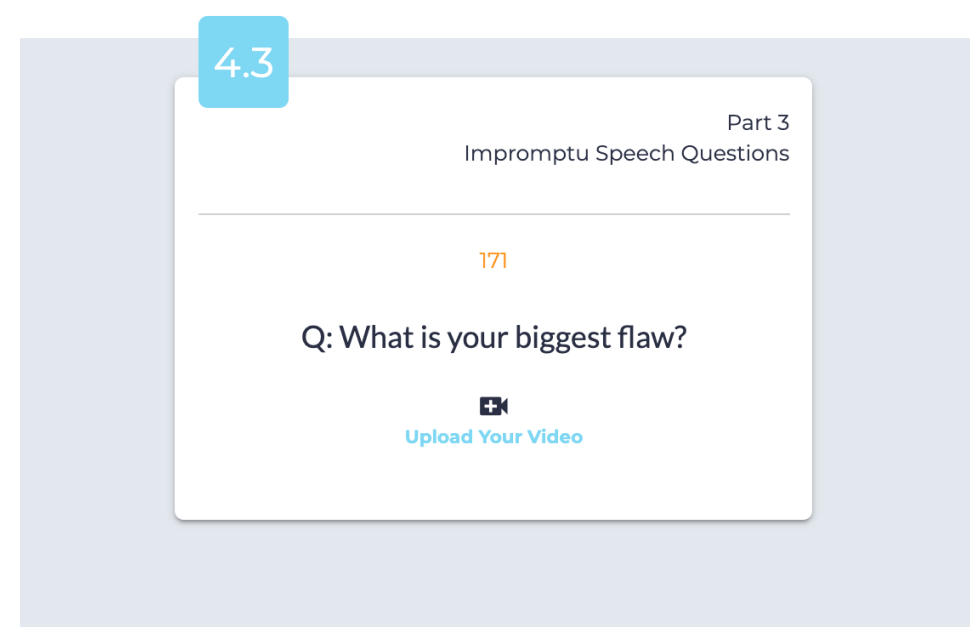 4.3
Part 3
Impromptu Speech Questions
171
Q: What is your biggest flaw?
Upload Your Video